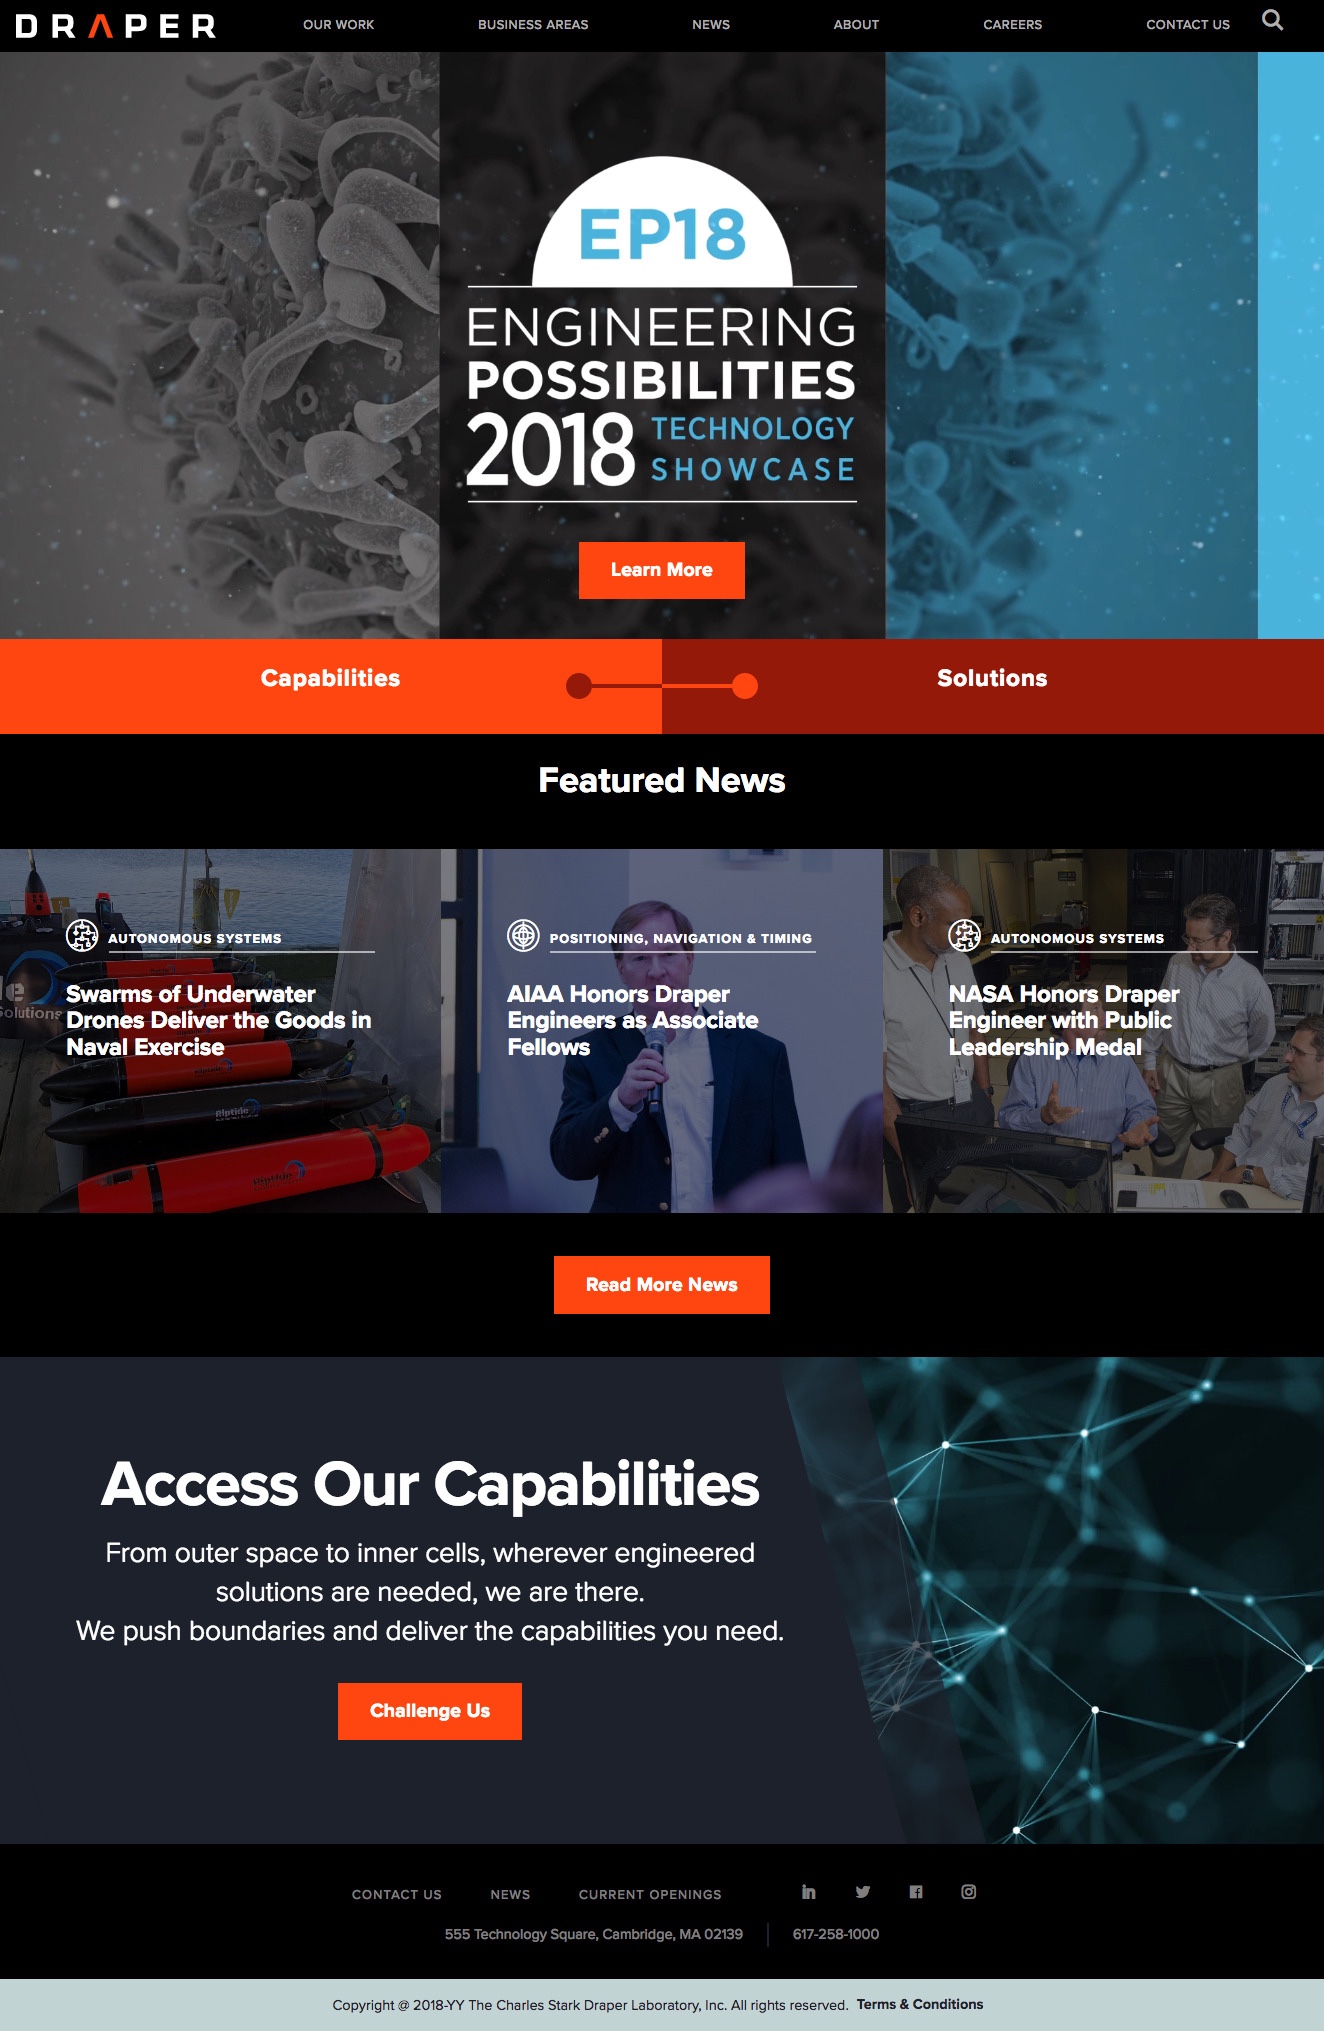 DRAPER
OUR WORK
BUSINESS AREAS
NEWS
ABOUT
CAREERS
CONTACT US
EP18
ENGINEERING
POSSIBILITIES
2018 TECHNOLOGY
SHOWCASE
Learn More
Capabilities
Solutions
Featured News
AUTONOMOUS SYSTEMS
Swarms of Underwater
Drones Deliver the Goods in
Naval Exercise
Solutions
Riptide
Riptide
POSITIONING, NAVIGATION & TIMING
AIAA Honors Draper
Engineers as Associate
Fellows
AUTONOMOUS SYSTEMS
NASA Honors Draper
Engineer with Public
Leadership Medal
Read More News
Access Our Capabilities
From outer space to inner cells, wherever engineered
solutions are needed, we are there.
We push boundaries and deliver the capabilities you need.
Challenge Us
CONTACT US
NEWS
CURRENT OPENINGS
555 Technology Square, Cambridge, MA 02139
617-258-1000
Copyright @ 2018-YY The Charles Stark Draper Laboratory, Inc. All rights reserved. Terms & Conditions